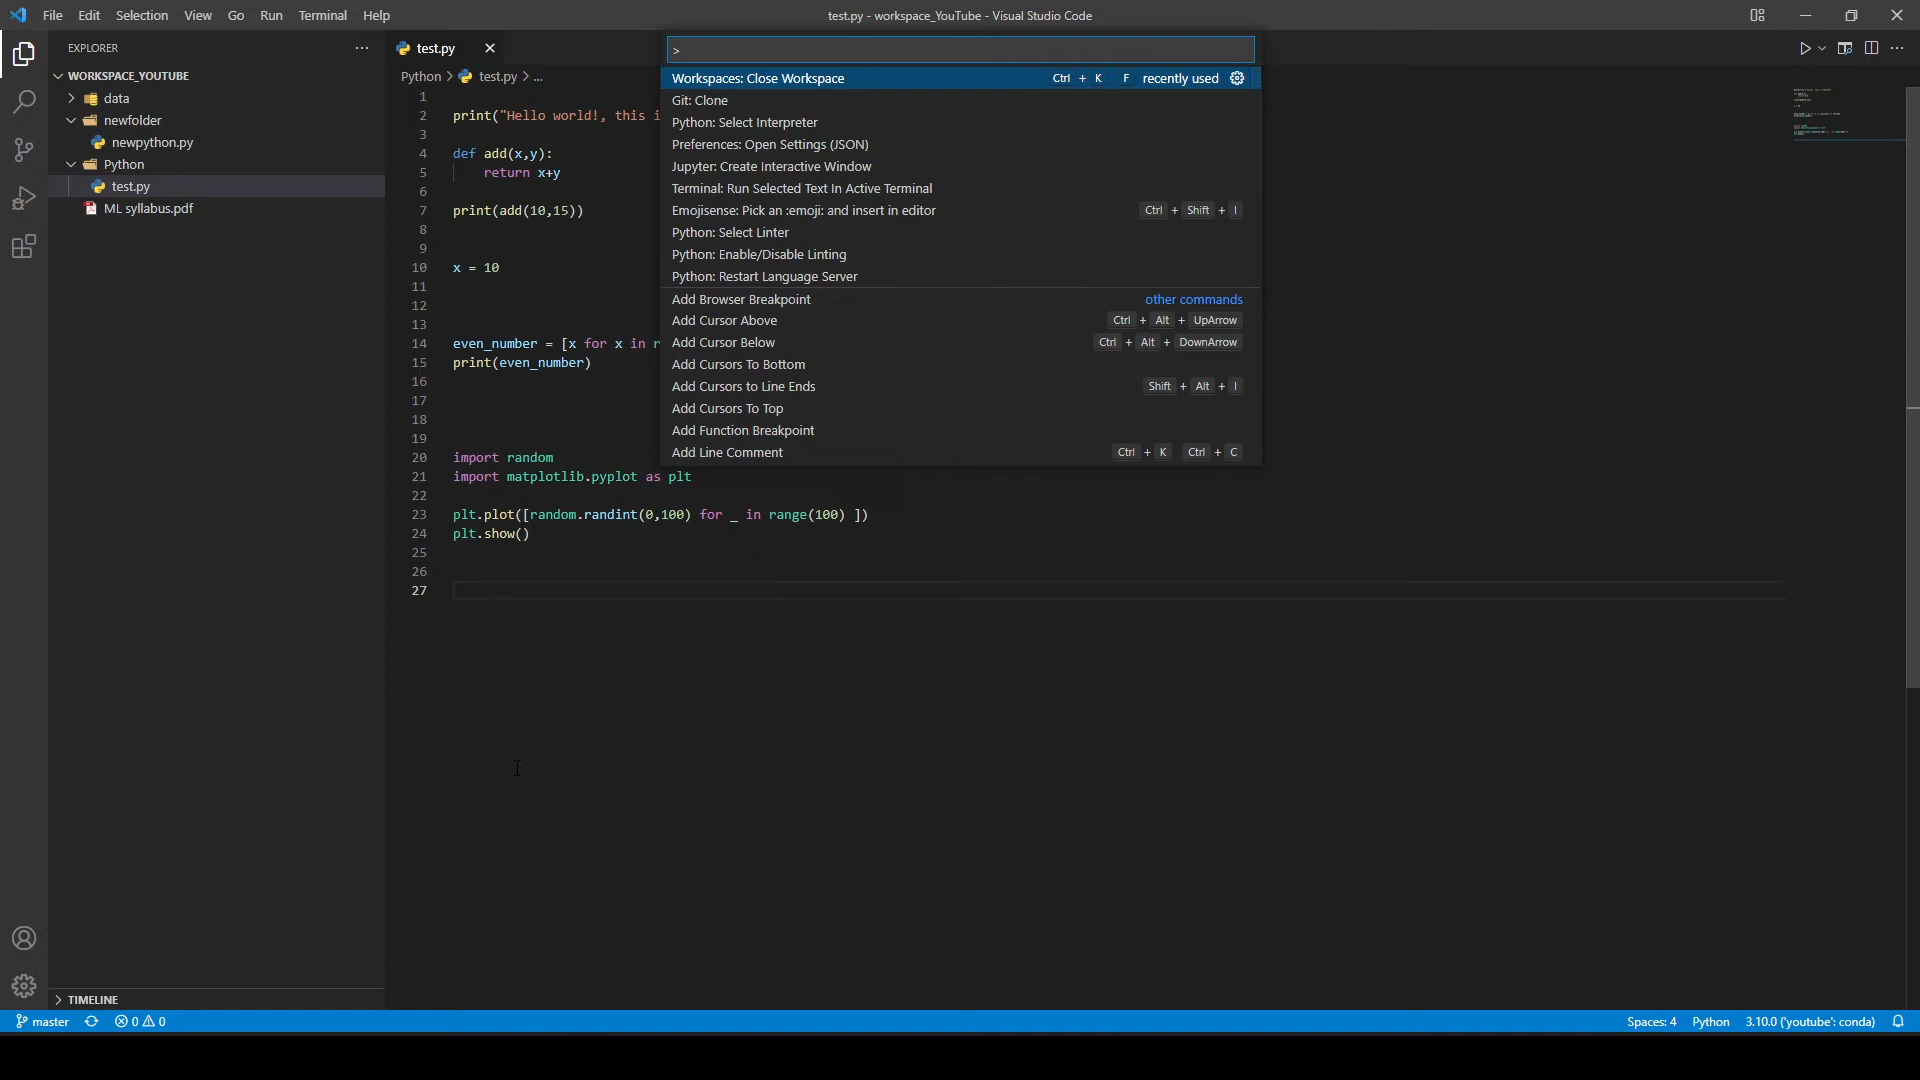 File Edit Selection View Go Run Terminal Help
test.py - workspace_YouTube - Visual Studio Code
EXPLORER
WORKSPACE_YOUTUBE
data
newfolder
newpython.py
Python
test.py
ML syllabus.pdf
TIMELINE
test.py
Python > test.py > ...
1
2 print("Hello world!, this i
3
4 def add(x,y):
5 return x+y
6
7 print(add(10,15))
8
9
10 x = 10
11
12
13
14 even_number = [x for x in r
15 print(even_number)
16
17
18
19
20 import random
21 import matplotlib.pyplot as plt
22
23 plt.plot([random.randint(0,100) for _ in range(100) ])
24 plt.show()
25
26
27
>
Workspaces: Close Workspace Ctrl + K F recently used
Git: Clone
Python: Select Interpreter
Preferences: Open Settings (JSON)
Jupyter: Create Interactive Window
Terminal: Run Selected Text In Active Terminal
Emojisense: Pick an :emoji: and insert in editor Ctrl + Shift + I
Python: Select Linter
Python: Enable/Disable Linting
Python: Restart Language Server
Add Browser Breakpoint other commands
Add Cursor Above Ctrl + Alt + UpArrow
Add Cursor Below Ctrl + Alt + DownArrow
Add Cursors To Bottom
Add Cursors to Line Ends Shift + Alt + I
Add Cursors To Top
Add Function Breakpoint
Add Line Comment Ctrl + K Ctrl + C
master 0 0
Spaces: 4 Python 3.10.0 ('youtube': conda)